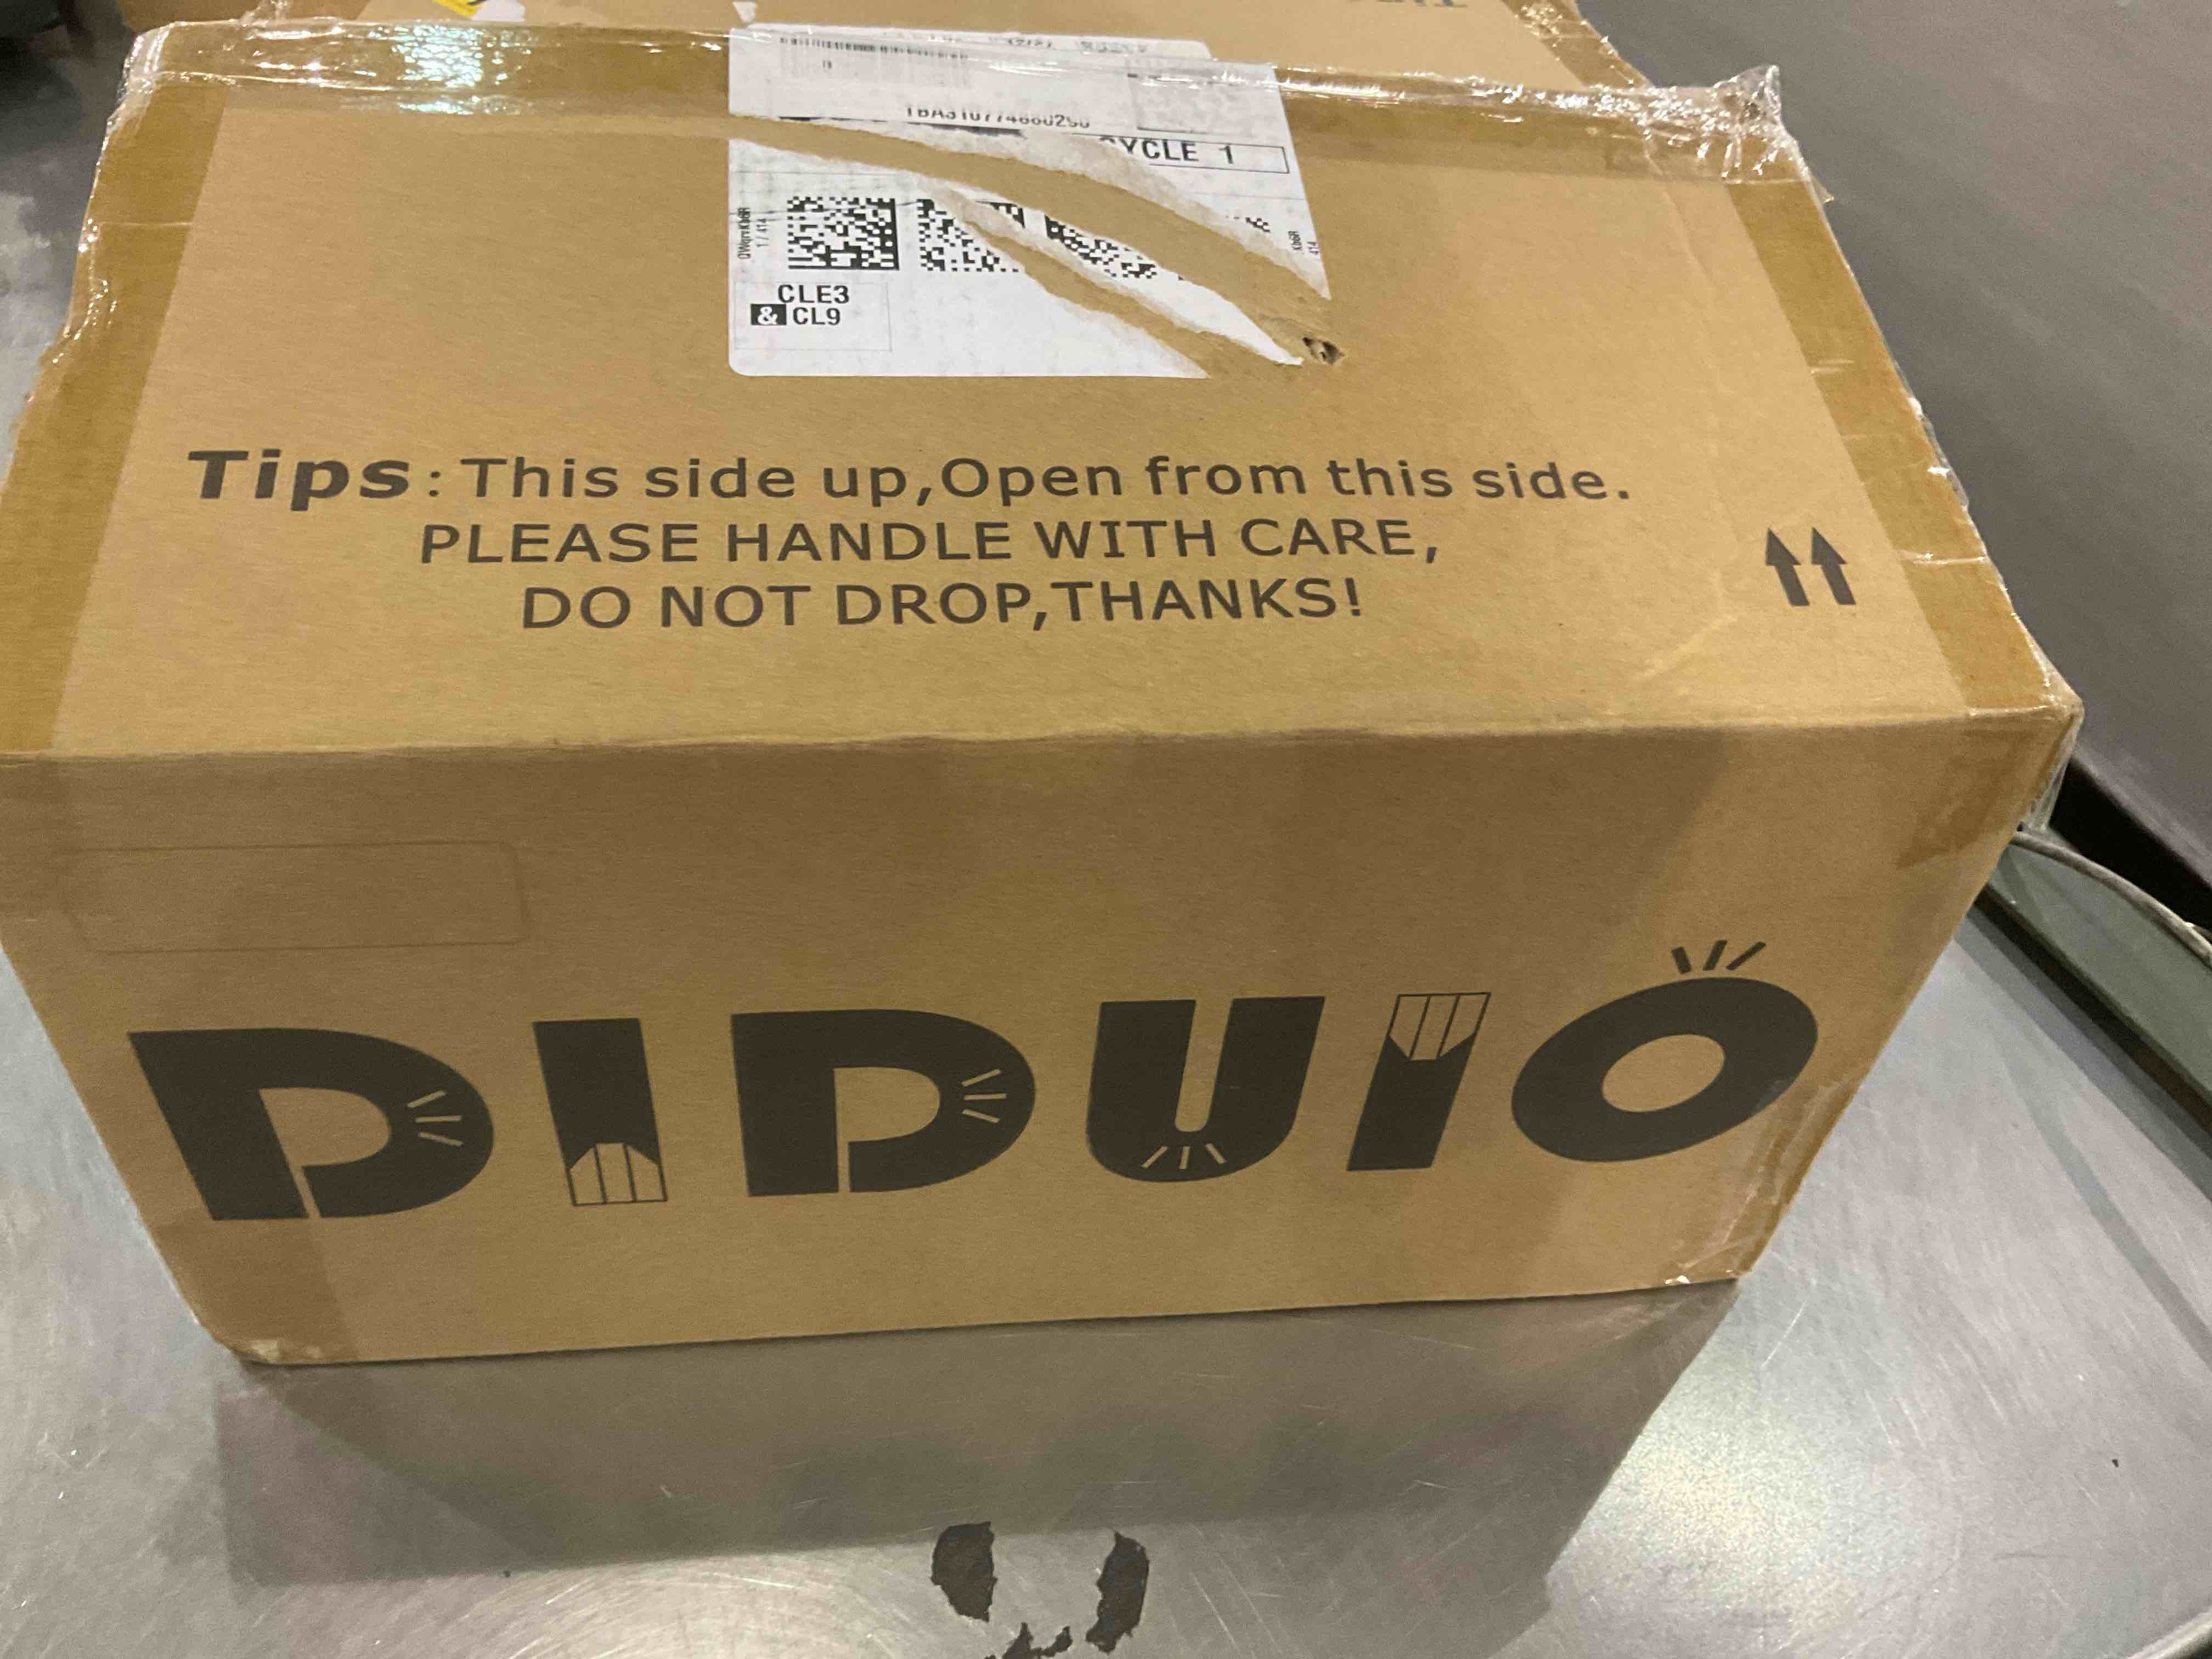 YCLE 1
CLE3
& CL9
Tips: This side up,Open from this side.
PLEASE HANDLE WITH CARE,
DO NOT DROP,THANKS!
DIDUIO